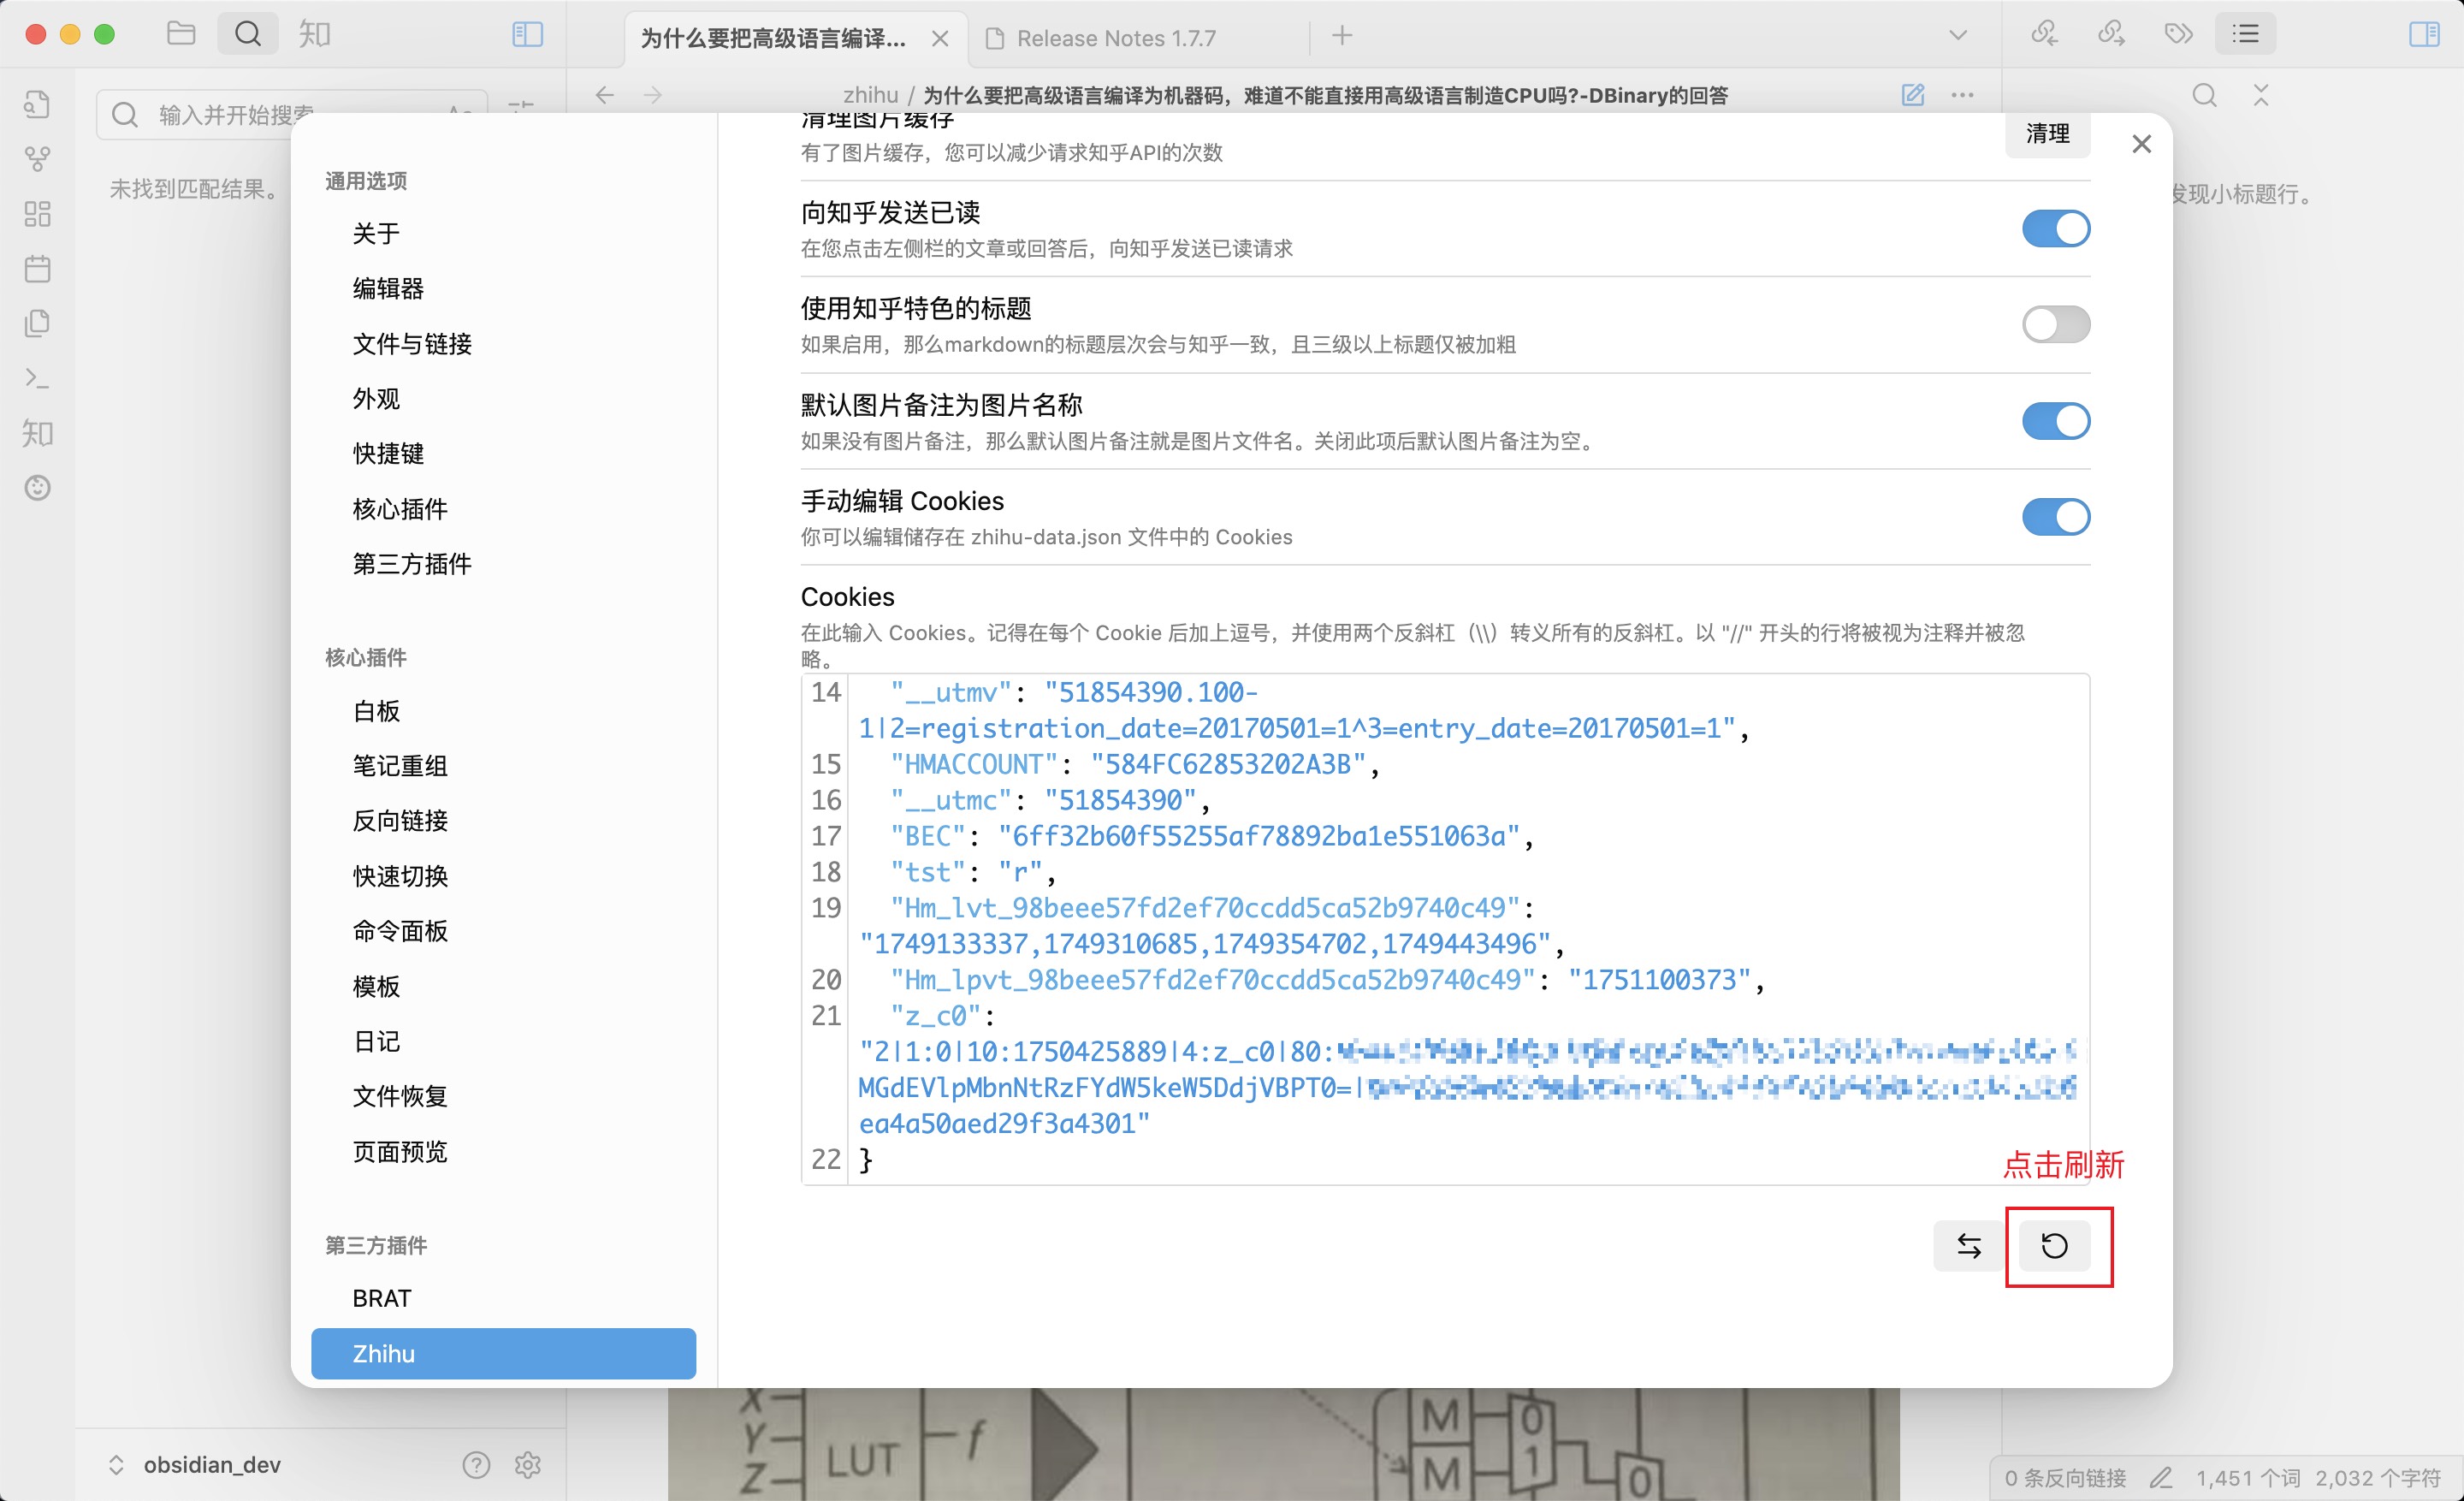 知
为什么要把高级语言编译...
Release Notes 1.7.7
输入并开始搜索
Aa
zhihu / 为什么要把高级语言编译为机器码，难道不能直接用高级语言制造CPU吗?-DBinary的回答
未找到匹配结果。
发现小标题行。
知
通用选项
关于
编辑器
文件与链接
外观
快捷键
核心插件
第三方插件
核心插件
白板
笔记重组
反向链接
快速切换
命令面板
模板
日记
文件恢复
页面预览
第三方插件
BRAT
Zhihu
清理图片缓存
有了图片缓存，您可以减少请求知乎API的次数
清理
向知乎发送已读
在您点击左侧栏的文章或回答后，向知乎发送已读请求
使用知乎特色的标题
如果启用，那么markdown的标题层次会与知乎一致，且三级以上标题仅被加粗
默认图片备注为图片名称
如果没有图片备注，那么默认图片备注就是图片文件名。关闭此项后默认图片备注为空。
手动编辑 Cookies
你可以编辑储存在 zhihu-data.json 文件中的 Cookies
Cookies
在此输入 Cookies。记得在每个 Cookie 后加上逗号，并使用两个反斜杠（\\）转义所有的反斜杠。以 "//" 开头的行将被视为注释并被忽
略。
14 "__utmv": "51854390.100-
1|2=registration_date=20170501=1^3=entry_date=20170501=1",
15 "HMACCOUNT": "584FC62853202A3B",
16 "__utmc": "51854390",
17 "BEC": "6ff32b60f55255af78892ba1e551063a",
18 "tst": "r",
19 "Hm_lvt_98beee57fd2ef70ccdd5ca52b9740c49":
"1749133337,1749310685,1749354702,1749443496",
20 "Hm_lpvt_98beee57fd2ef70ccdd5ca52b9740c49": "1751100373",
21 "z_c0":
"2|1:0|10:1750425889|4:z_c0|80:
MGdEVlpMbnNtRzFYdW5keW5DdjVBPT0=|
ea4a50aed29f3a4301"
22 }
点击刷新
X
Y
Z
LUT
f
M
M
0
1
0
obsidian_dev
0 条反向链接
1,451 个词
2,032 个字符